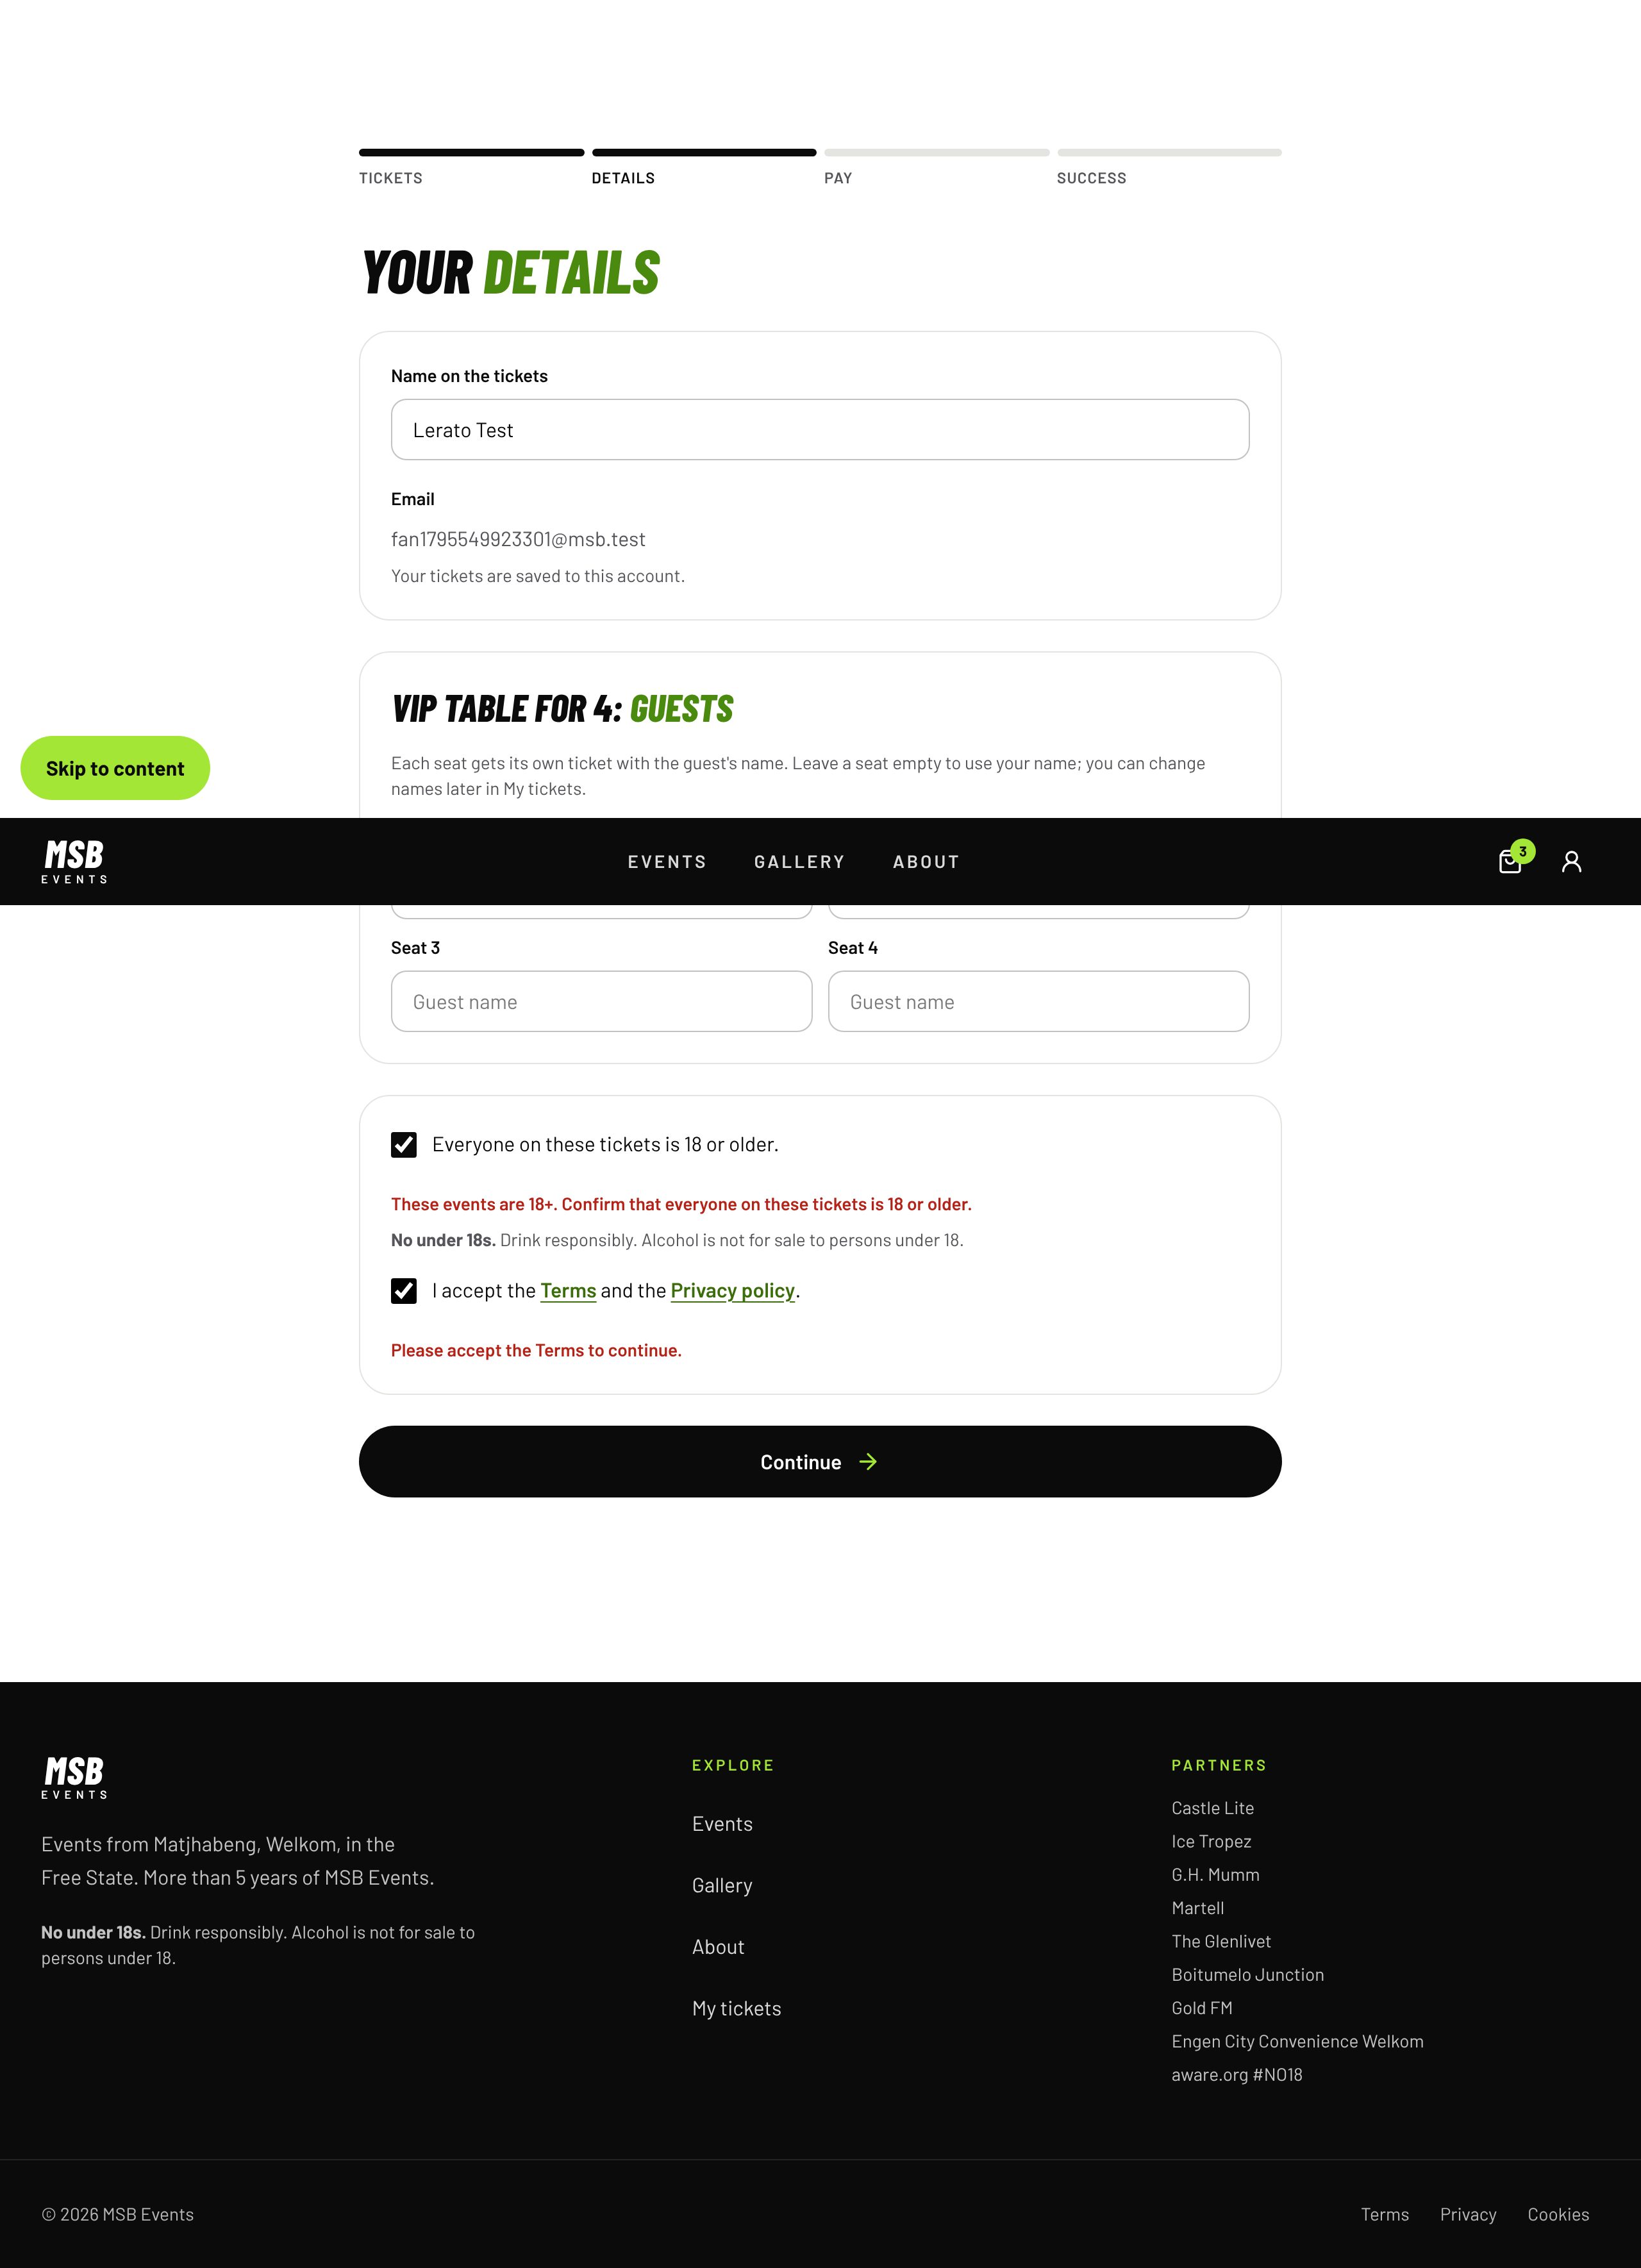 TICKETS
DETAILS
PAY
SUCCESS
YOUR DETAILS
Name on the tickets
Lerato Test
Email
fan1795549923301@msb.test
Your tickets are saved to this account.
VIP TABLE FOR 4: GUESTS
Each seat gets its own ticket with the guest's name. Leave a seat empty to use your name; you can change
names later in My tickets.
Skip to content
MSB
EVENTS
EVENTS
GALLERY
ABOUT
3
Seat 3
Seat 4
Guest name
Guest name
Everyone on these tickets is 18 or older.
These events are 18+. Confirm that everyone on these tickets is 18 or older.
No under 18s. Drink responsibly. Alcohol is not for sale to persons under 18.
I accept the Terms and the Privacy policy.
Please accept the Terms to continue.
Continue
MSB
EVENTS
Events from Matjhabeng, Welkom, in the
Free State. More than 5 years of MSB Events.
No under 18s. Drink responsibly. Alcohol is not for sale to
persons under 18.
EXPLORE
Events
Gallery
About
My tickets
PARTNERS
Castle Lite
Ice Tropez
G.H. Mumm
Martell
The Glenlivet
Boitumelo Junction
Gold FM
Engen City Convenience Welkom
aware.org #NO18
© 2026 MSB Events
Terms
Privacy
Cookies